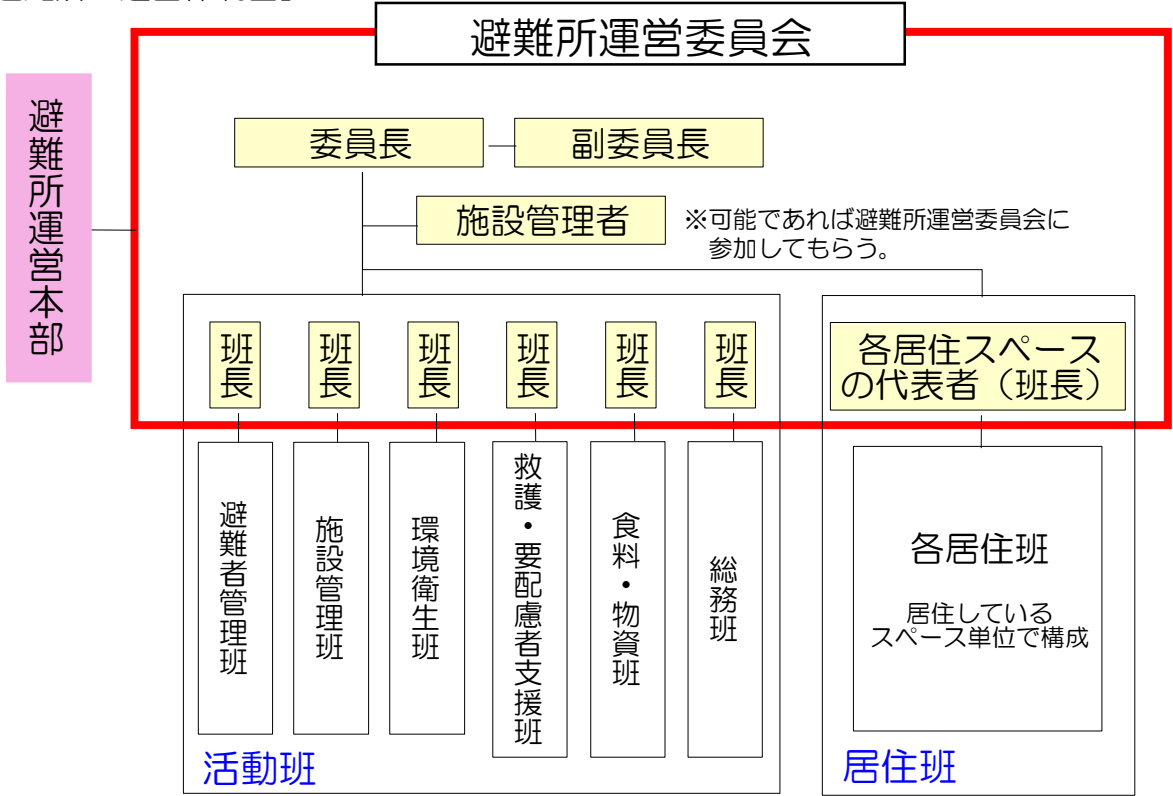 避難所運営委員会
避難所運営本部
委員長
副委員長
施設管理者
※可能であれば避難所運営委員会に
参加してもらう。
班長
班長
班長
班長
班長
班長
各居住スペース
の代表者（班長）
避難者管理班
施設管理班
環境衛生班
救護・要配慮者支援班
食料・物資班
総務班
各居住班
居住している
スペース単位で構成
活動班
居住班